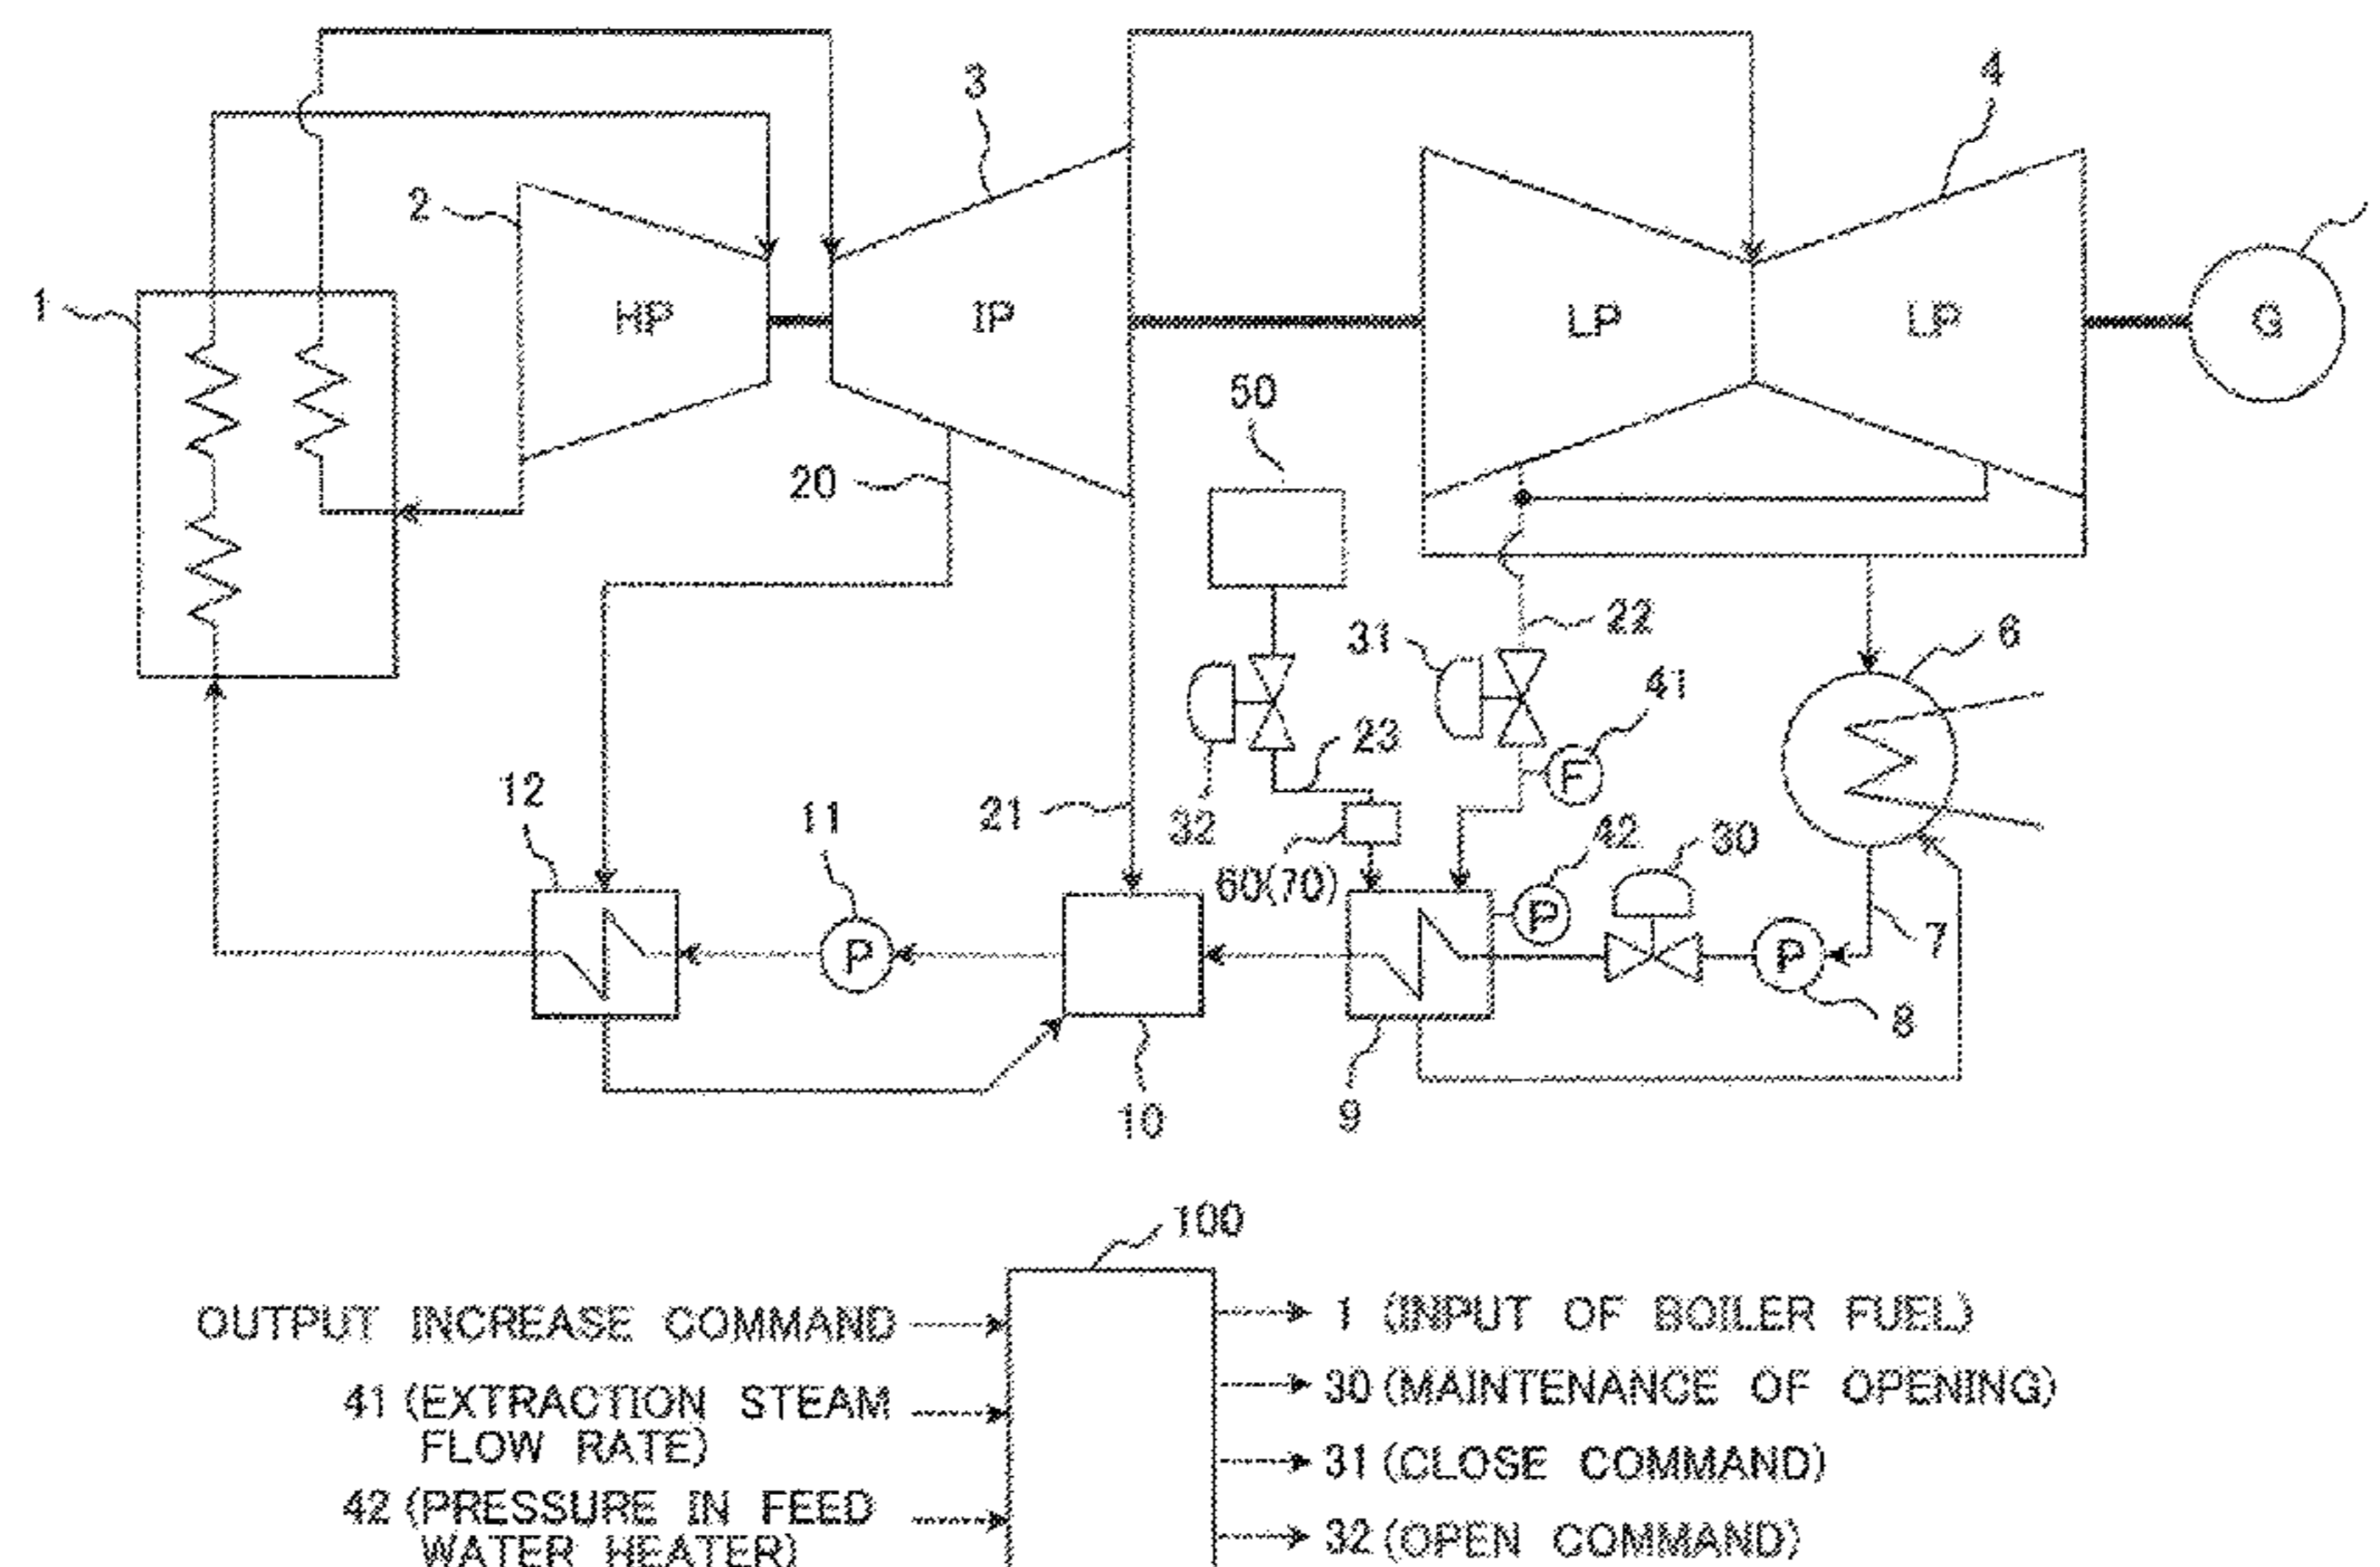 3
4
2
1
HP
IP
LP
LP
G
50
20
22
6
31
41
23
12
11
21
32
42
30
60(70)
7
P
F
P
P
8
10
9
100
OUTPUT INCREASE COMMAND
1 (INPUT OF BOILER FUEL)
41 (EXTRACTION STEAM
FLOW RATE)
30 (MAINTENANCE OF OPENING)
31 (CLOSE COMMAND)
42 (PRESSURE IN FEED
WATER HEATER)
32 (OPEN COMMAND)